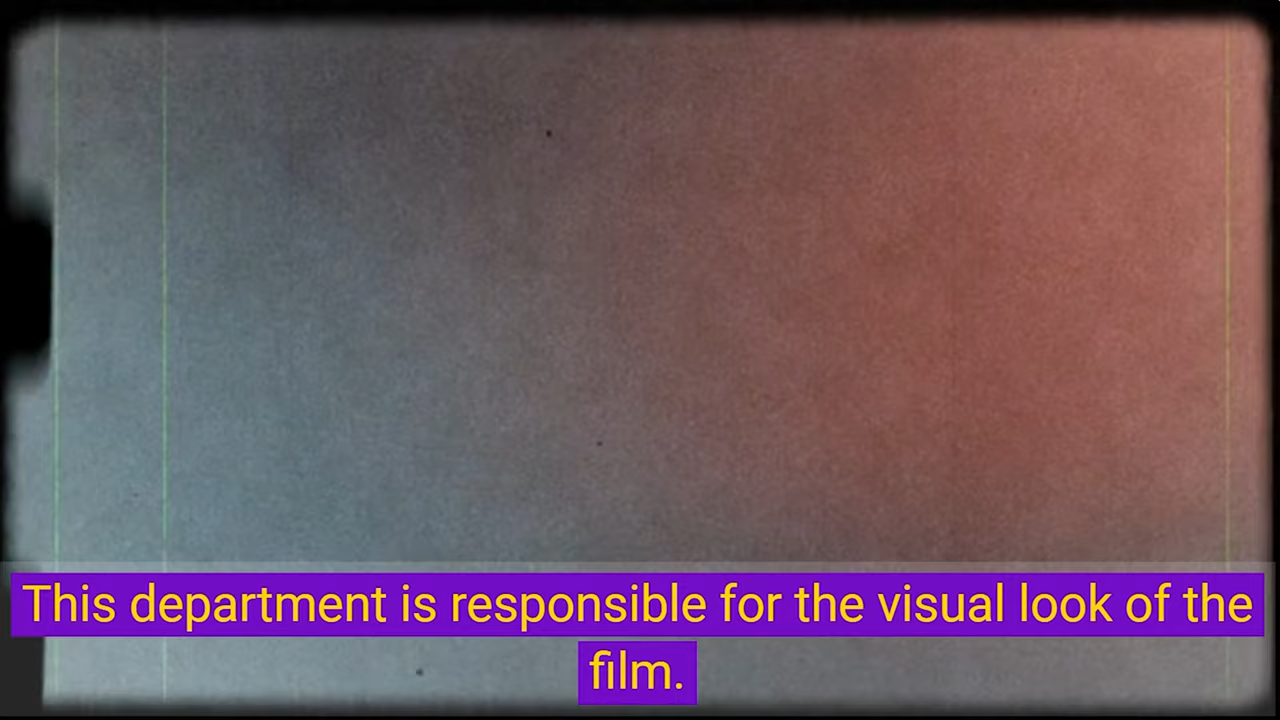 This department is responsible for the visual look of the
film.